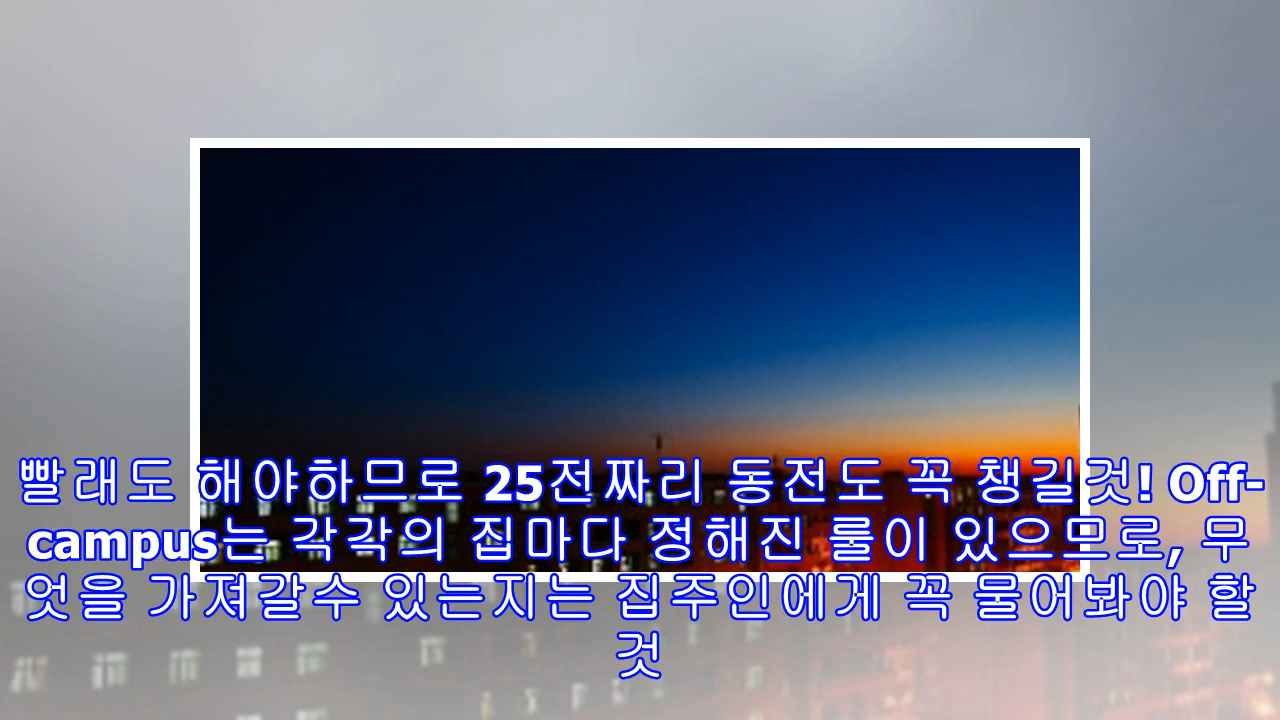 빨래도 해야하므로 25전짜리 동전도 꼭 챙길것! Off-
campus는 각각의 집마다 정해진 룰이 있으므로, 무
엇을 가져갈수 있는지는 집주인에게 꼭 물어봐야 할
것